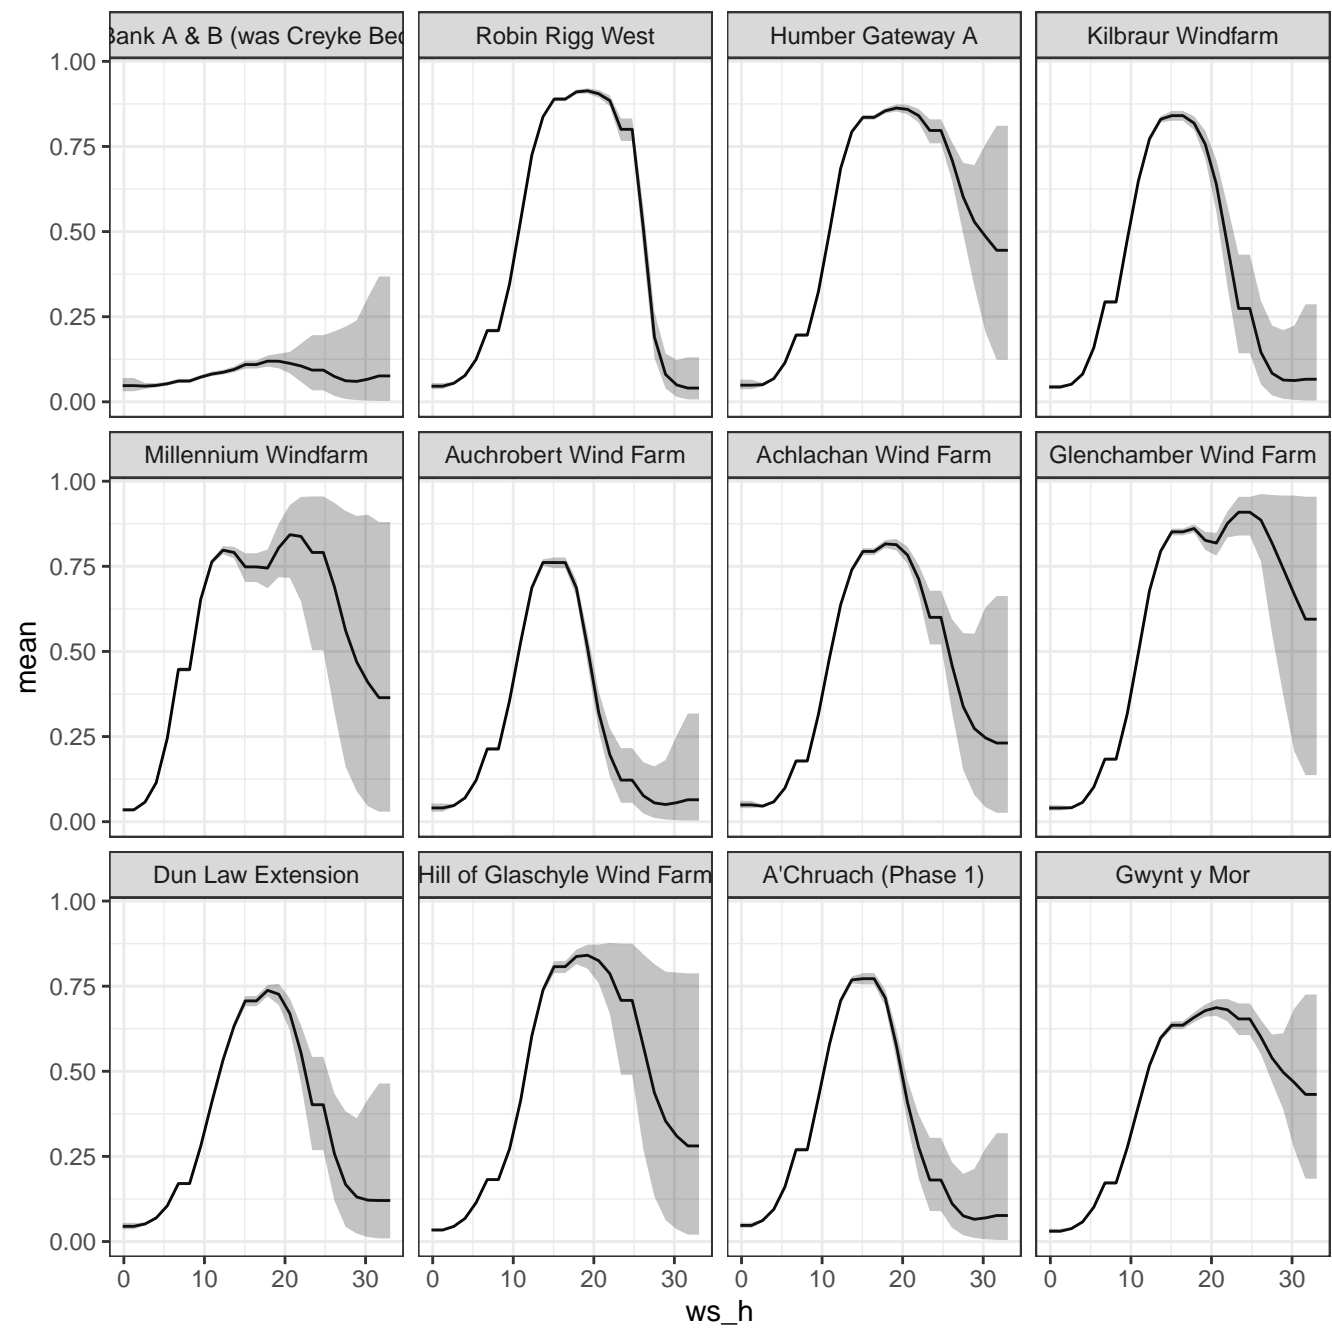 Bank A & B (was Creyke Bec
Robin Rigg West
Humber Gateway A
Kilbraur Windfarm
1.00
0.75
0.50
0.25
0.00
Millennium Windfarm
Auchrobert Wind Farm
Achlachan Wind Farm
Glenchamber Wind Farm
1.00
0.75
0.50
0.25
0.00
mean
Dun Law Extension
Hill of Glaschyle Wind Farm
A'Chruach (Phase 1)
Gwynt y Mor
1.00
0.75
0.50
0.25
0.00
0 10 20 30
0 10 20 30
0 10 20 30
0 10 20 30
ws_h